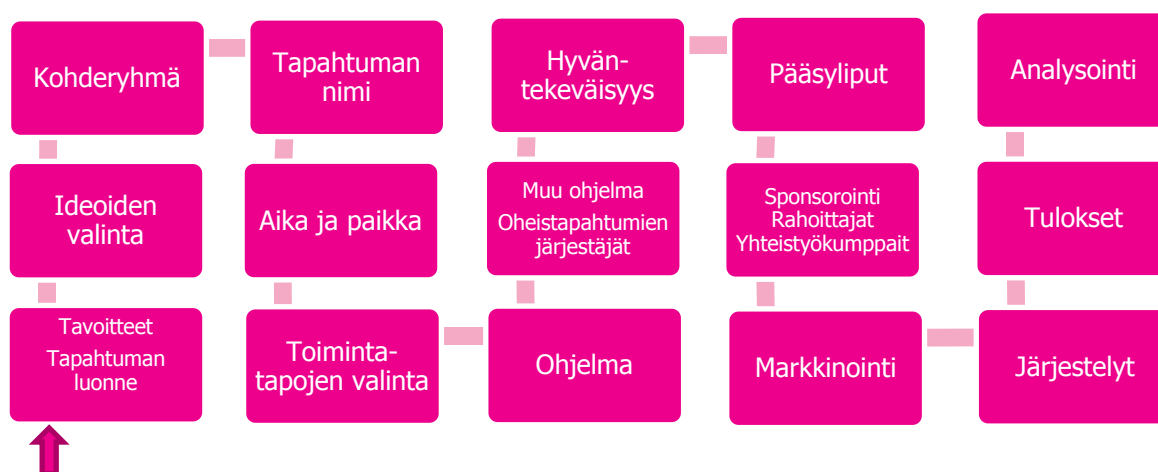 Kohderyhmä
Tapahtuman
nimi
Hyvän-
tekeväisyys
Pääsyliput
Analysointi
Ideoiden
valinta
Aika ja paikka
Muu ohjelma
Oheistapahtumien
järjestäjät
Sponsorointi
Rahoittajat
Yhteistyökumppait
Tulokset
Tavoitteet
Tapahtuman
luonne
Toiminta-
tapojen valinta
Ohjelma
Markkinointi
Järjestelyt